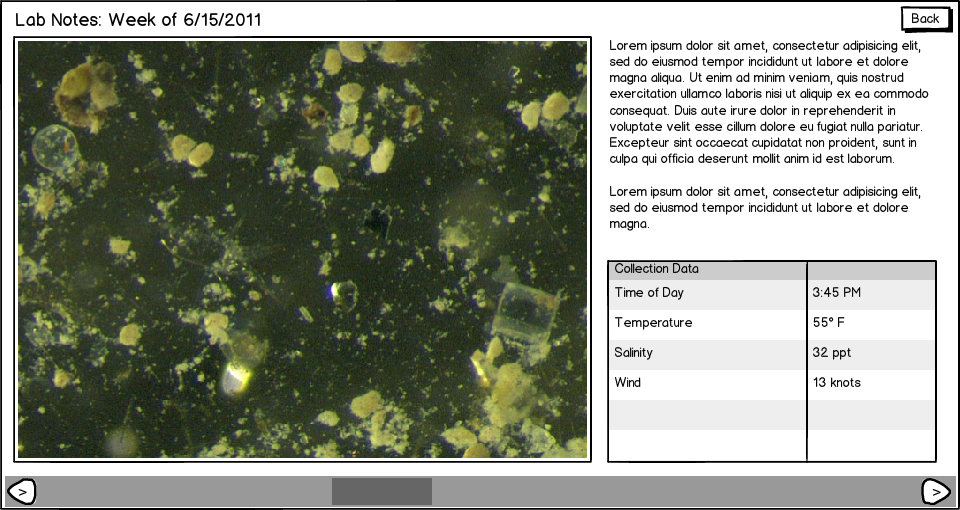 Lab Notes: Week of 6/15/2011
Back
Lorem ipsum dolor sit amet, consectetur adipisicing elit,
sed do eiusmod tempor incididunt ut labore et dolore
magna aliqua. Ut enim ad minim veniam, quis nostrud
exercitation ullamco laboris nisi ut aliquip ex ea commodo
consequat. Duis aute irure dolor in reprehenderit in
voluptate velit esse cillum dolore eu fugiat nulla pariatur.
Excepteur sint occaecat cupidatat non proident, sunt in
culpa qui officia deserunt mollit anim id est laborum.
Lorem ipsum dolor sit amet, consectetur adipisicing elit,
sed do eiusmod tempor incididunt ut labore et dolore
magna.
Collection Data
Time of Day 3:45 PM
Temperature 55° F
Salinity 32 ppt
Wind 13 knots
> >